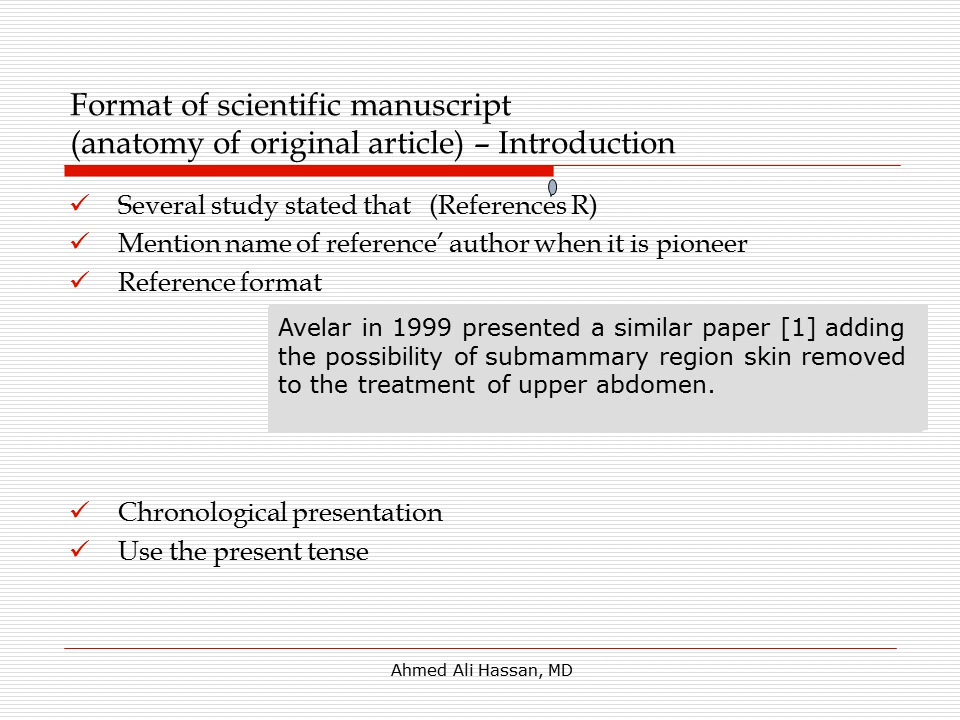 Format of scientific manuscript
(anatomy of original article) – Introduction
Several study stated that (References R)
Mention name of reference’ author when it is pioneer
Reference format
Avelar in 1999 presented a similar paper [1] adding
the possibility of submammary region skin removed
to the treatment of upper abdomen.
Chronological presentation
Use the present tense
Ahmed Ali Hassan, MD